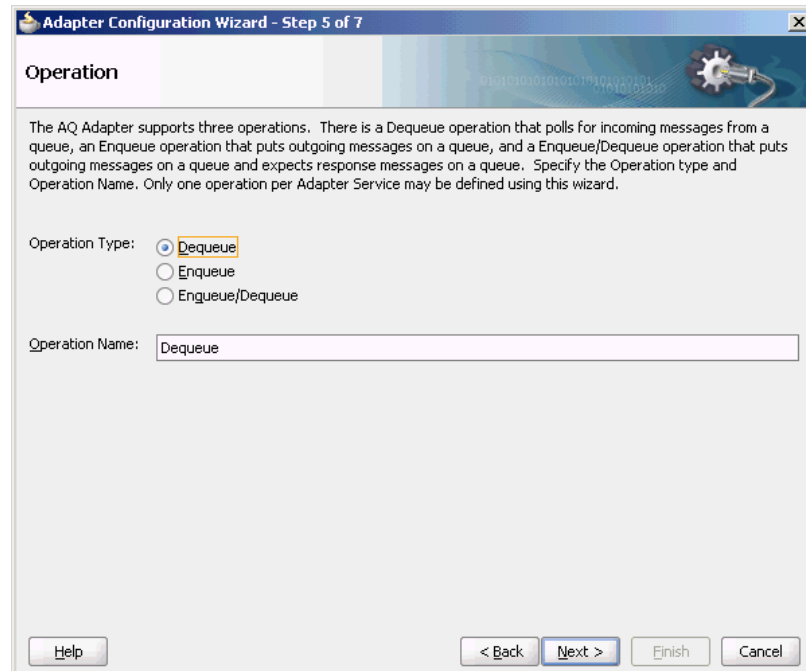 Adapter Configuration Wizard - Step 5 of 7
Operation
The AQ Adapter supports three operations. There is a Dequeue operation that polls for incoming messages from a
queue, an Enqueue operation that puts outgoing messages on a queue, and a Enqueue/Dequeue operation that puts
outgoing messages on a queue and expects response messages on a queue. Specify the Operation type and
Operation Name. Only one operation per Adapter Service may be defined using this wizard.
Operation Type:
Dequeue
Enqueue
Enqueue/Dequeue
Operation Name: Dequeue
Help < Back Next > Finish Cancel